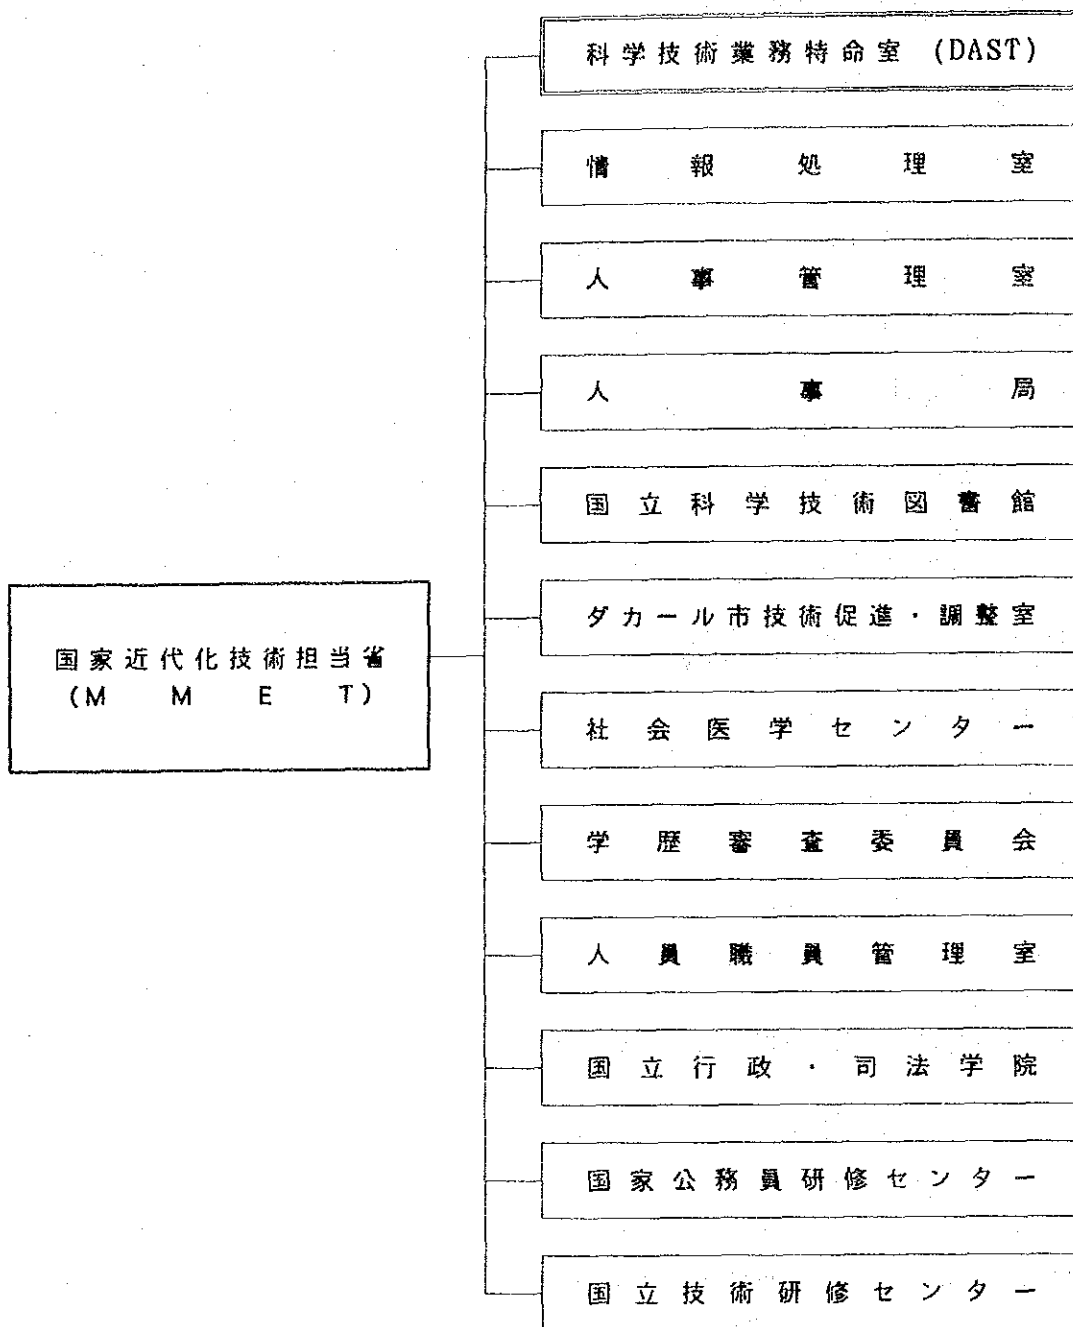 科学技術業務特命室 (DAST)
情報処理室
人事管理室
人事局
国立科学技術図書館
ダカール市技術促進・調整室
国家近代化技術担当省
(MMET)
社会医学センター
学歴審査委員会
人員職員管理室
国立行政・司法学院
国家公務員研修センター
国立技術研修センター